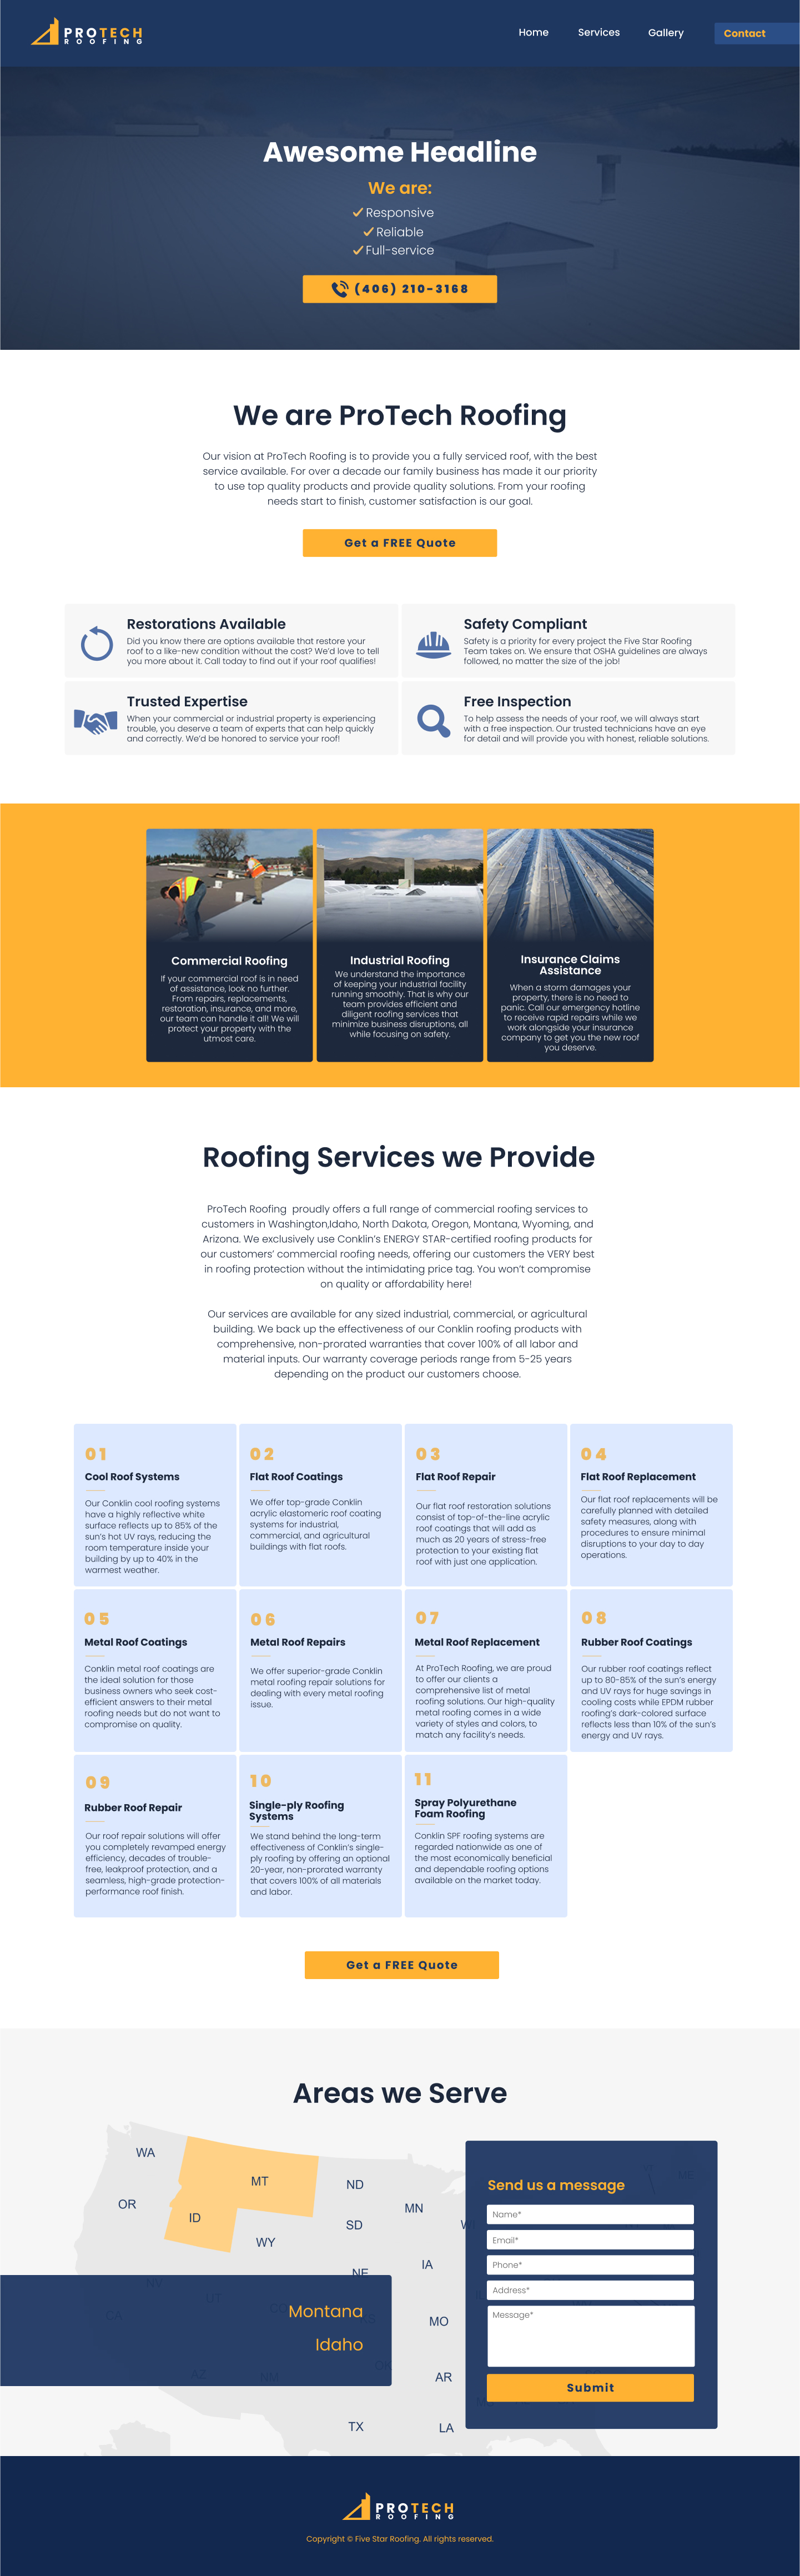 PROTECH
ROOFING
Home
Services
Gallery
Contact
Awesome Headline
We are:
Responsive
Reliable
Full-service
(406) 210-3168
We are ProTech Roofing
Our vision at ProTech Roofing is to provide you a fully serviced roof, with the best
service available. For over a decade our family business has made it our priority
to use top quality products and provide quality solutions. From your roofing
needs start to finish, customer satisfaction is our goal.
Get a FREE Quote
Restorations Available
Did you know there are options available that restore your
roof to a like-new condition without the cost? We'd love to tell
you more about it. Call today to find out if your roof qualifies!
Safety Compliant
Safety is a priority for every project the Five Star Roofing
Team takes on. We ensure that OSHA guidelines are always
followed, no matter the size of the job!
Trusted Expertise
When your commercial or industrial property is experiencing
trouble, you deserve a team of experts that can help quickly
and correctly. We'd be honored to service your roof!
Free Inspection
To help assess the needs of your roof, we will always start
with a free inspection. Our trusted technicians have an eye
for detail and will provide you with honest, reliable solutions.
Commercial Roofing
If your commercial roof is in need
of assistance, look no further.
From repairs, replacements,
restoration, insurance, and more,
our team can handle it all! We will
protect your property with the
utmost care.
Industrial Roofing
We understand the importance
of keeping your industrial facility
running smoothly. That is why our
team provides efficient and
diligent roofing services that
minimize business disruptions, all
while focusing on safety.
Insurance Claims
Assistance
When a storm damages your
property, there is no need to
panic. Call our emergency hotline
to receive rapid repairs while we
work alongside your insurance
company to get you the new roof
you deserve.
Roofing Services we Provide
ProTech Roofing  proudly offers a full range of commercial roofing services to
customers in Washington,Idaho, North Dakota, Oregon, Montana, Wyoming, and
Arizona. We exclusively use Conklin's ENERGY STAR-certified roofing products for
our customers' commercial roofing needs, offering our customers the VERY best
in roofing protection without the intimidating price tag. You won't compromise
on quality or affordability here!
Our services are available for any sized industrial, commercial, or agricultural
building. We back up the effectiveness of our Conklin roofing products with
comprehensive, non-prorated warranties that cover 100% of all labor and
material inputs. Our warranty coverage periods range from 5-25 years
depending on the product our customers choose.
01
Cool Roof Systems
Our Conklin cool roofing systems
have a highly reflective white
surface reflects up to 85% of the
sun's hot UV rays, reducing the
room temperature inside your
building by up to 40% in the
warmest weather.
02
Flat Roof Coatings
We offer top-grade Conklin
acrylic elastomeric roof coating
systems for industrial,
commercial, and agricultural
buildings with flat roofs.
03
Flat Roof Repair
Our flat roof restoration solutions
consist of top-of-the-line acrylic
roof coatings that will add as
much as 20 years of stress-free
protection to your existing flat
roof with just one application.
04
Flat Roof Replacement
Our flat roof replacements will be
carefully planned with detailed
safety measures, along with
procedures to ensure minimal
disruptions to your day to day
operations.
05
Metal Roof Coatings
Conklin metal roof coatings are
the ideal solution for those
business owners who seek cost-
efficient answers to their metal
roofing needs but do not want to
compromise on quality.
06
Metal Roof Repairs
We offer superior-grade Conklin
metal roofing repair solutions for
dealing with every metal roofing
issue.
07
Metal Roof Replacement
At ProTech Roofing, we are proud
to offer our clients a
comprehensive list of metal
roofing solutions. Our high-quality
metal roofing comes in a wide
variety of styles and colors, to
match any facility's needs.
08
Rubber Roof Coatings
Our rubber roof coatings reflect
up to 80-85% of the sun's energy
and UV rays for huge savings in
cooling costs while EPDM rubber
roofing's dark-colored surface
reflects less than 10% of the sun's
energy and UV rays.
09
Rubber Roof Repair
Our roof repair solutions will offer
you completely revamped energy
efficiency, decades of trouble-
free, leakproof protection, and a
seamless, high-grade protection-
performance roof finish.
10
Single-ply Roofing
Systems
We stand behind the long-term
effectiveness of Conklin's single-
ply roofing by offering an optional
20-year, non-prorated warranty
that covers 100% of all materials
and labor.
11
Spray Polyurethane
Foam Roofing
Conklin SPF roofing systems are
regarded nationwide as one of
the most economically beneficial
and dependable roofing options
available on the market today.
Get a FREE Quote
Areas we Serve
WA
MT
ND
OR
ID
MN
SD
WY
IA
NE
NV
UT
CA
MO
AZ
NM
AR
TX
LA
ME
Montana
Idaho
Send us a message
Name*
Email*
Phone*
Address*
Message*
Submit
PROTECH
ROOFING
Copyright © Five Star Roofing. All rights reserved.